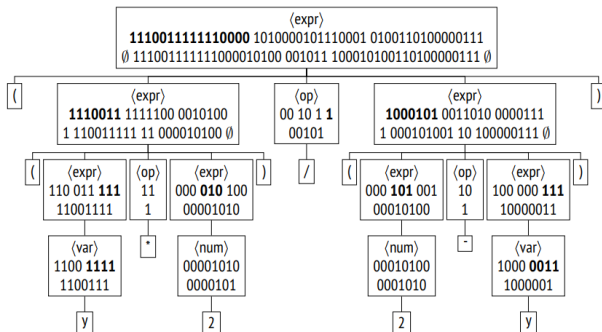 ⟨expr⟩
1110011111110000 1010000101110001 0100110100000111
∅ 1110011111111000010100 001011 1000101001101000001111 ∅
( ⟨expr⟩ ⟨op⟩ ⟨expr⟩ )
1110011 1111100 0010100 00 10 1 1 1000101 0011010 0000111
1 110011111 11 000010100 ∅ 00101 1 000101001 10 100000111 ∅
( ⟨expr⟩ ⟨op⟩ ⟨expr⟩ ) / ( ⟨expr⟩ ⟨op⟩ ⟨expr⟩ )
110 011 111 11 000 010 100 000 101 001 10 100 000 111
11001111 1 00001010 00010100 1 10000011
⟨var⟩ * ⟨num⟩ ⟨num⟩ - ⟨var⟩
1100 1111 00001010 00010100 1000 0011
1100111 0000101 0001010 1000001
y 2 2 y